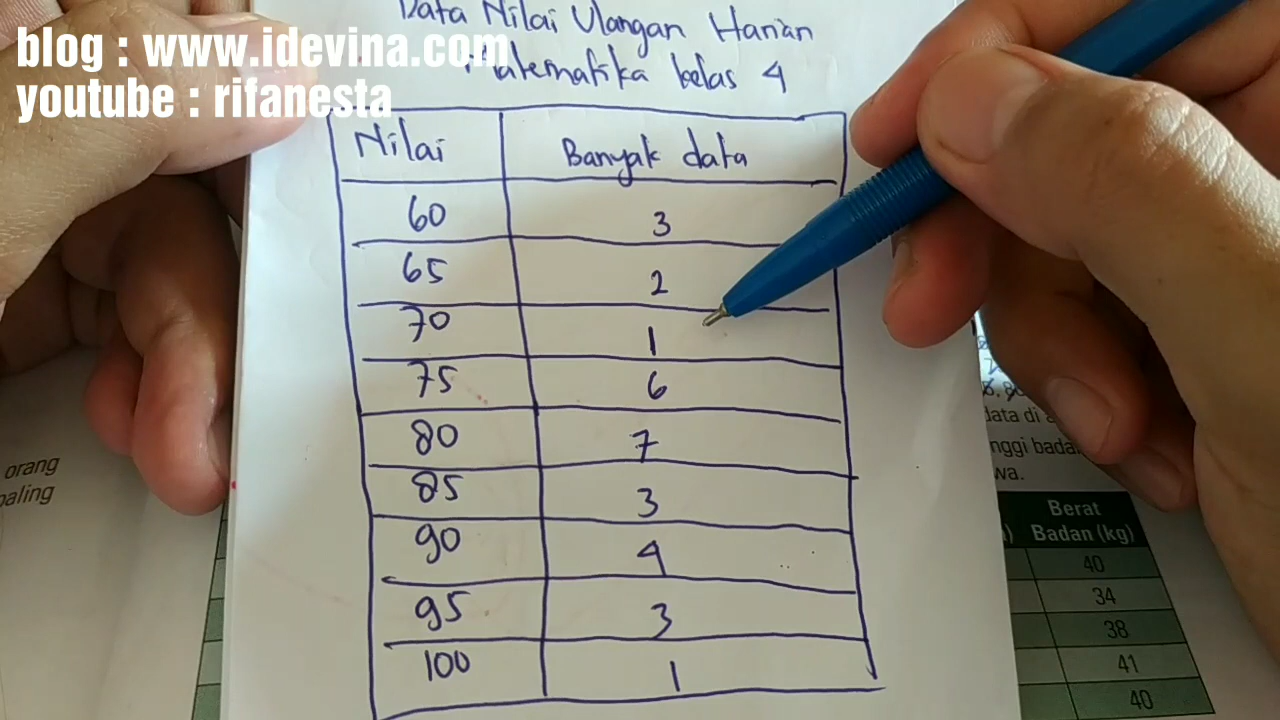 blog : www.idevina.com
youtube : rifanesta
Data Nilai Ulangan Harian
Matematika kelas 4
Nilai Banyak data
60 3
65 2
70 1
75 6
80 7
85 3
90 4
95 3
100 1
orang
paling
data di
nggi bada
wa.
Berat
Badan (kg)
40
34
38
41
40